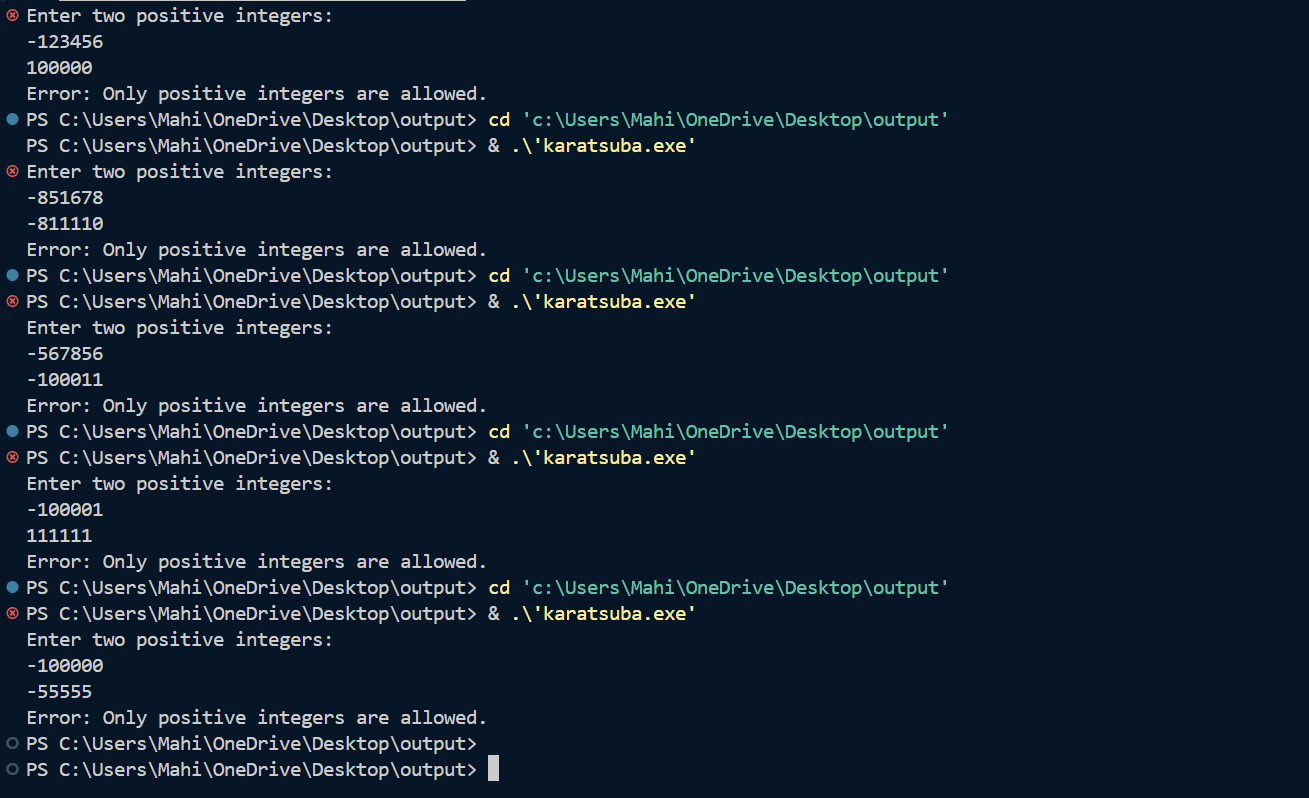 Enter two positive integers:
-123456
100000
Error: Only positive integers are allowed.
PS C:\Users\Mahi\OneDrive\Desktop\output> cd 'c:\Users\Mahi\OneDrive\Desktop\output'
PS C:\Users\Mahi\OneDrive\Desktop\output> & .\'karatsuba.exe'
Enter two positive integers:
-851678
-811110
Error: Only positive integers are allowed.
PS C:\Users\Mahi\OneDrive\Desktop\output> cd 'c:\Users\Mahi\OneDrive\Desktop\output'
PS C:\Users\Mahi\OneDrive\Desktop\output> & .\'karatsuba.exe'
Enter two positive integers:
-567856
-100011
Error: Only positive integers are allowed.
PS C:\Users\Mahi\OneDrive\Desktop\output> cd 'c:\Users\Mahi\OneDrive\Desktop\output'
PS C:\Users\Mahi\OneDrive\Desktop\output> & .\'karatsuba.exe'
Enter two positive integers:
-100001
111111
Error: Only positive integers are allowed.
PS C:\Users\Mahi\OneDrive\Desktop\output> cd 'c:\Users\Mahi\OneDrive\Desktop\output'
PS C:\Users\Mahi\OneDrive\Desktop\output> & .\'karatsuba.exe'
Enter two positive integers:
-100000
-55555
Error: Only positive integers are allowed.
PS C:\Users\Mahi\OneDrive\Desktop\output>
PS C:\Users\Mahi\OneDrive\Desktop\output>